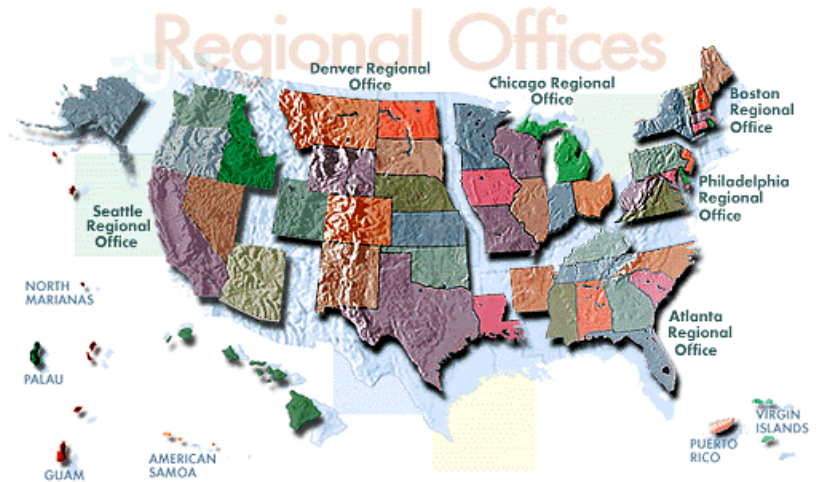 Regional Offices
Denver Regional
Office
Chicago Regional
Office
Boston
Regional
Office
Philadelphia
Regional
Office
Seattle
Regional
Office
NORTH
MARIANAS
Atlanta
Regional
Office
PALAU
VIRGIN
ISLANDS
PUERTO
RICO
AMERICAN
SAMOA
GUAM